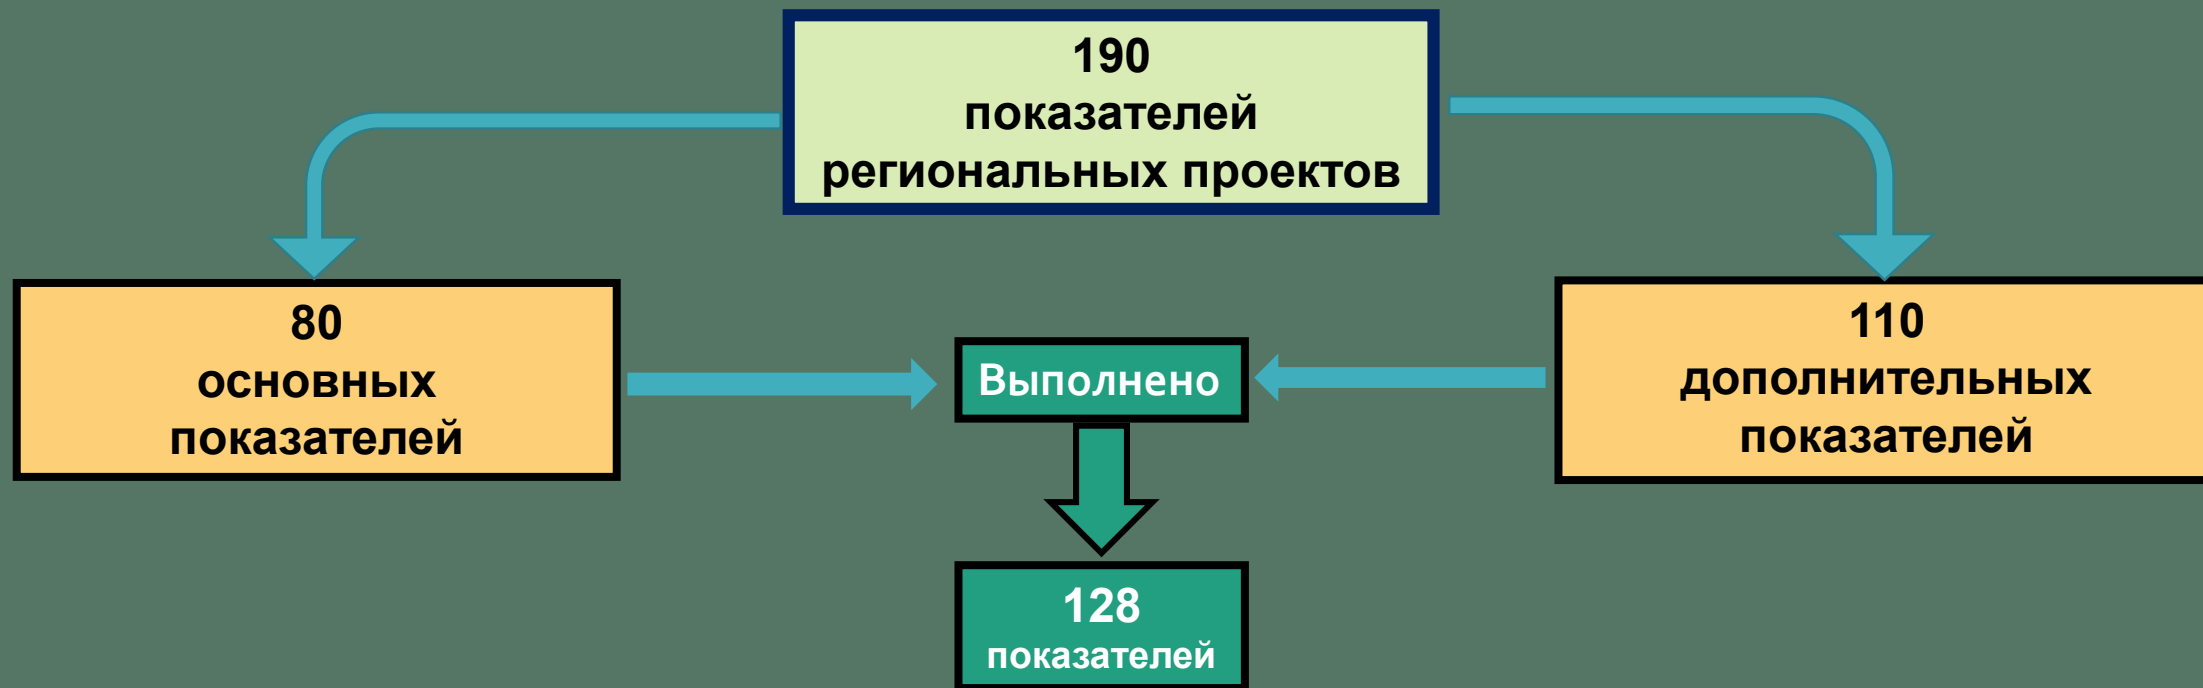 190
показателей
региональных проектов
80
основных
показателей
Выполнено
110
дополнительных
показателей
128
показателей